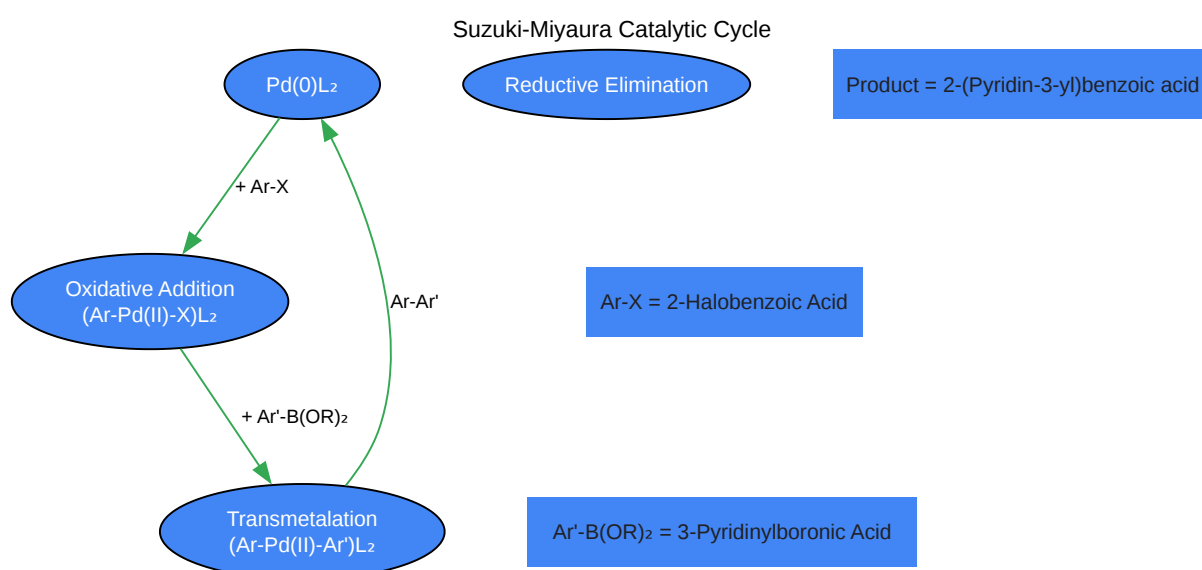 Suzuki-Miyaura Catalytic Cycle
Pd(0)L₂
Reductive Elimination
Product = 2-(Pyridin-3-yl)benzoic acid
+ Ar-X
Oxidative Addition
(Ar-Pd(II)-X)L₂
Ar-Ar'
Ar-X = 2-Halobenzoic Acid
+ Ar'-B(OR)₂
Transmetalation
(Ar-Pd(II)-Ar')L₂
Ar'-B(OR)₂ = 3-Pyridinylboronic Acid